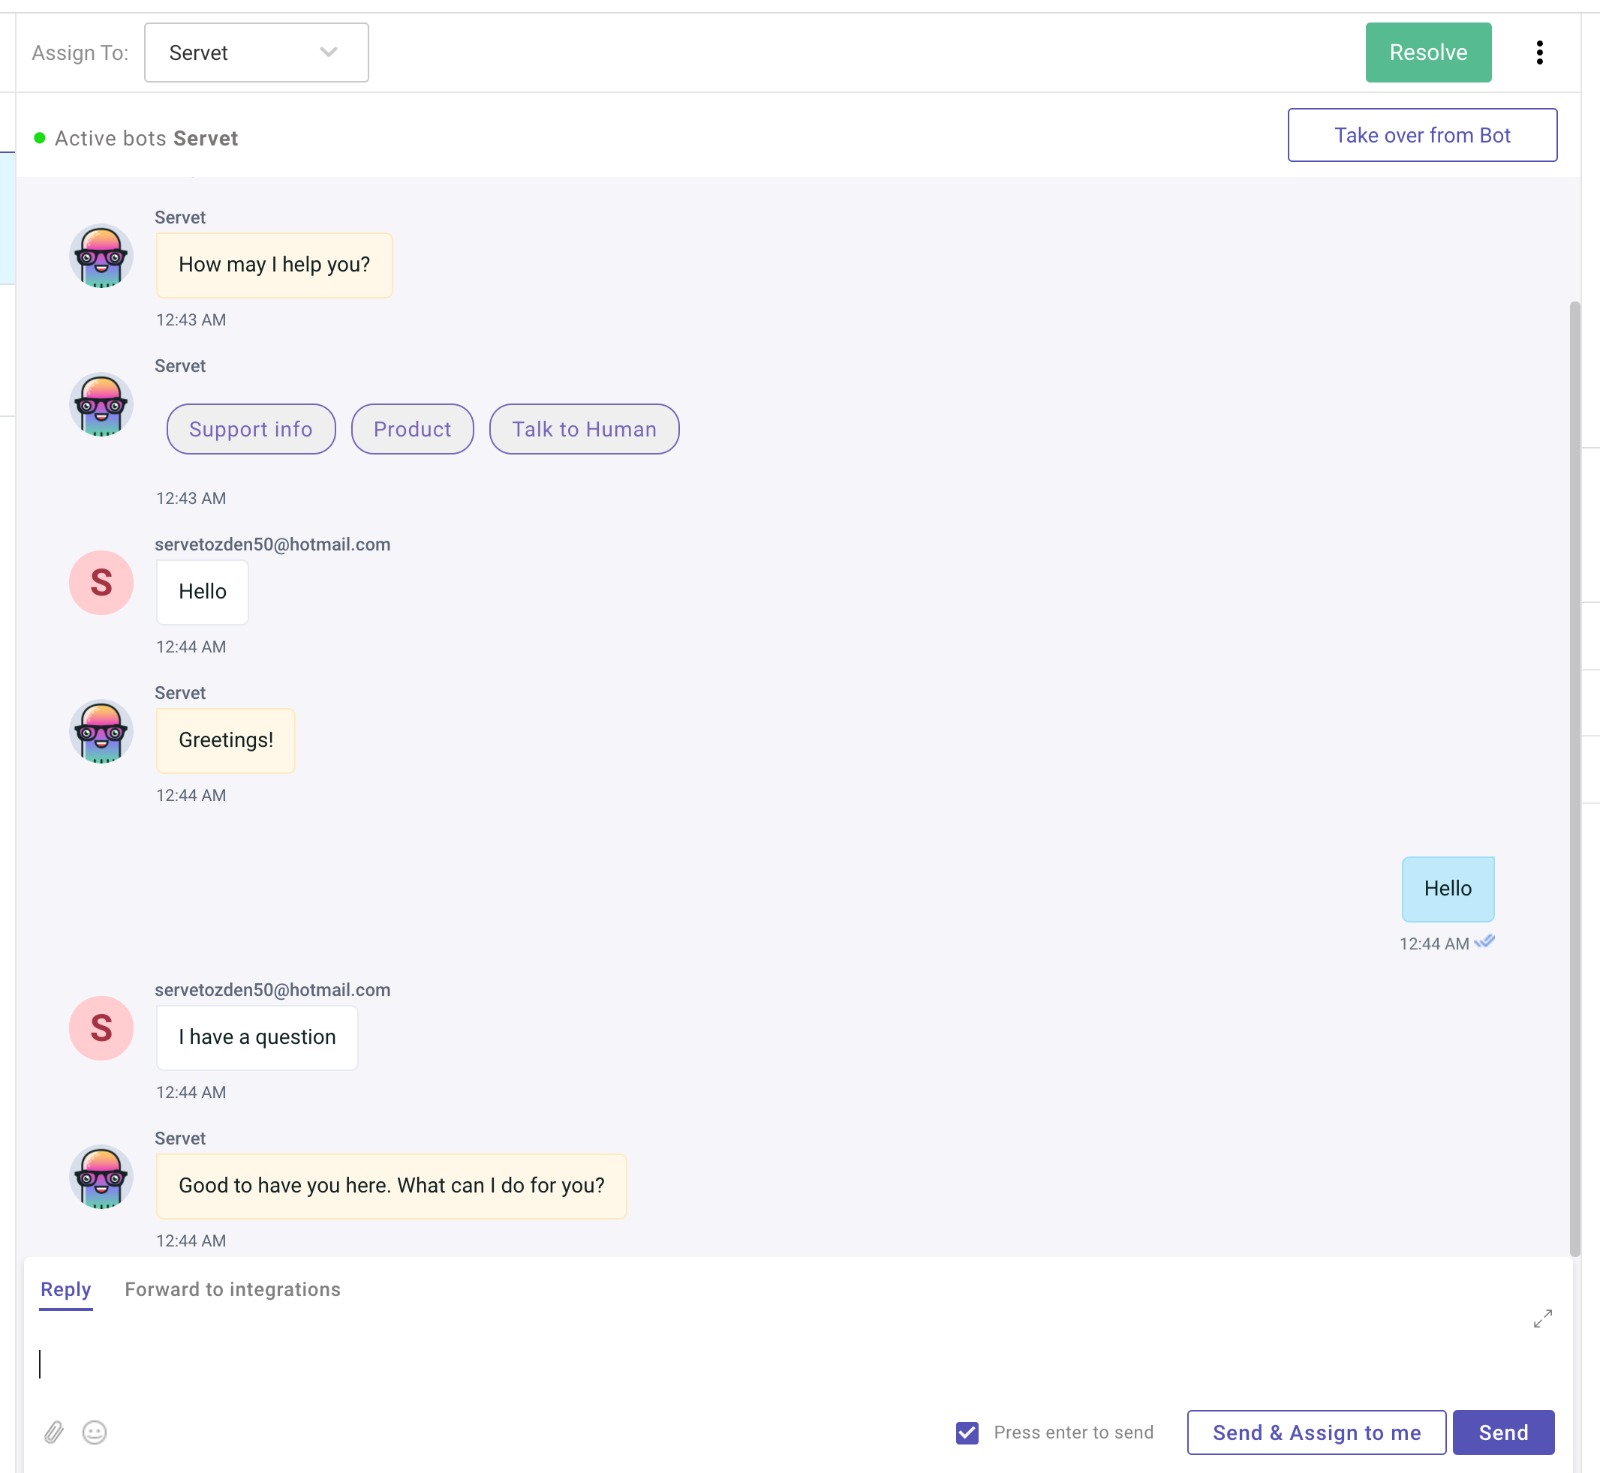 Assign To: Servet Resolve
Active bots Servet Take over from Bot
Servet
How may I help you?
12:43 AM
Servet
Support info Product Talk to Human
12:43 AM
servetozden50@hotmail.com
S
Hello
12:44 AM
Servet
Greetings!
12:44 AM
Hello
12:44 AM
servetozden50@hotmail.com
S
I have a question
12:44 AM
Servet
Good to have you here. What can I do for you?
12:44 AM
Reply Forward to integrations
Press enter to send Send & Assign to me Send